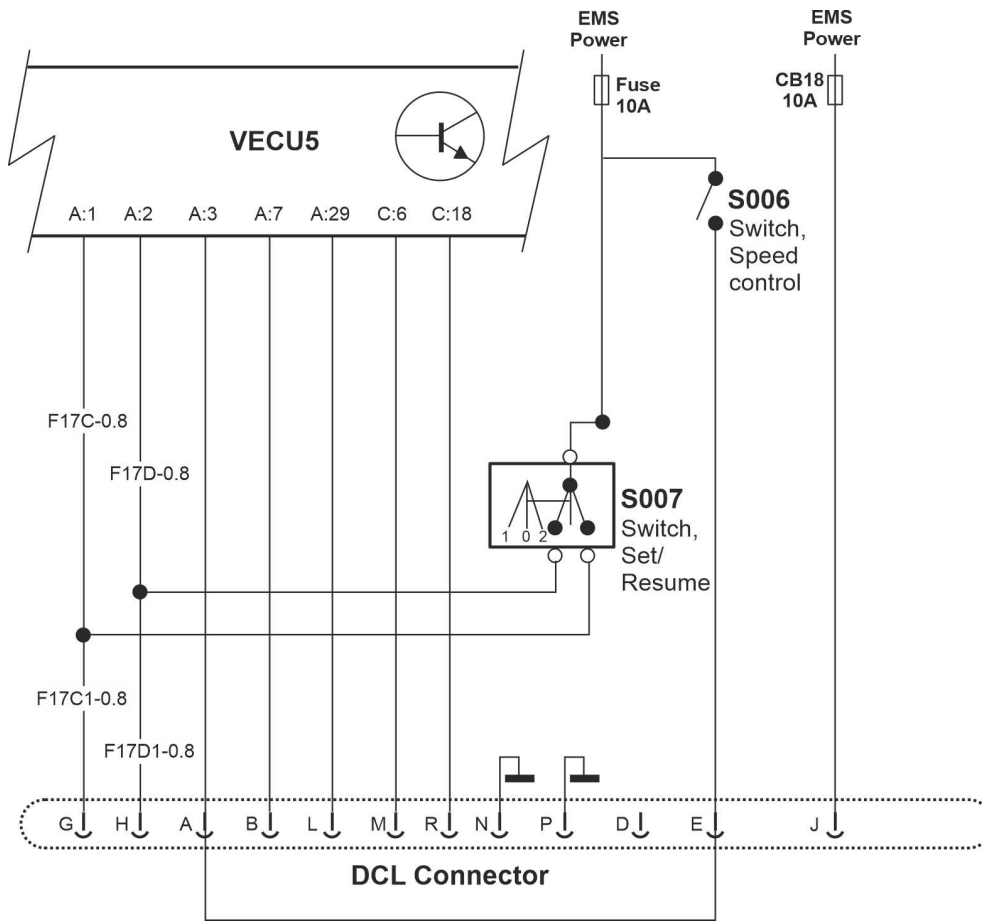 EMS
Power
EMS
Power
Fuse
10A
CB18
10A
VECU5
S006
Switch,
Speed
control
A:1 A:2 A:3 A:7 A:29 C:6 C:18
F17C-0.8
F17D-0.8
S007
Switch,
Set/
Resume
1 0 2
F17C1-0.8
F17D1-0.8
G H A B L M R N P D E J
DCL Connector